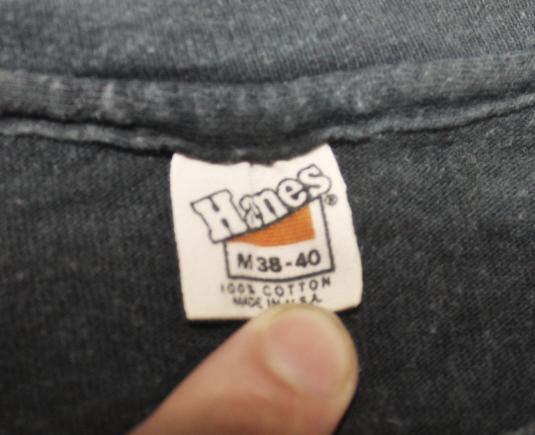 Hanes®
M 38-40
100% COTTON
MADE IN U.S.A.